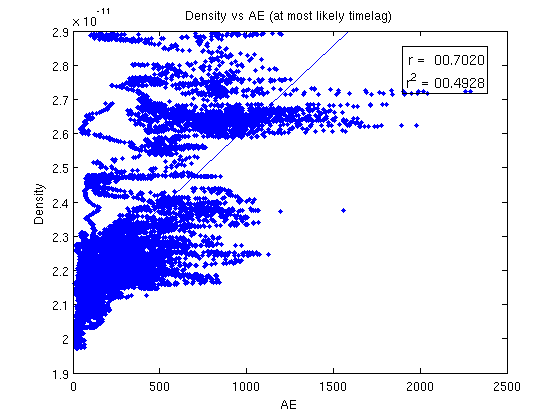 Density vs AE (at most likely timelag)
× 10⁻¹¹
2.9
2.8
2.7
2.6
2.5
2.4
2.3
2.2
2.1
2
1.9
Density
r = 00.7020
r² = 00.4928
0 500 1000 1500 2000 2500
AE